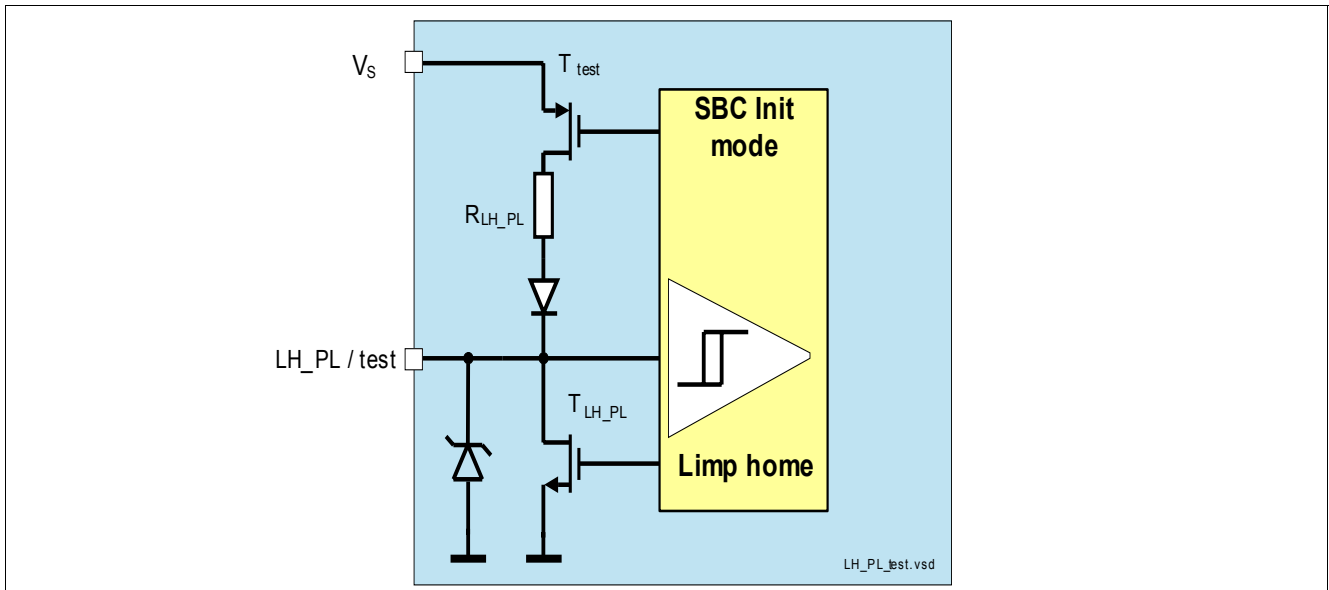 V_S
T_test
SBC Init
mode
R_LH_PL
LH_PL / test
T_LH_PL
Limp home
LH_PL_test.vsd